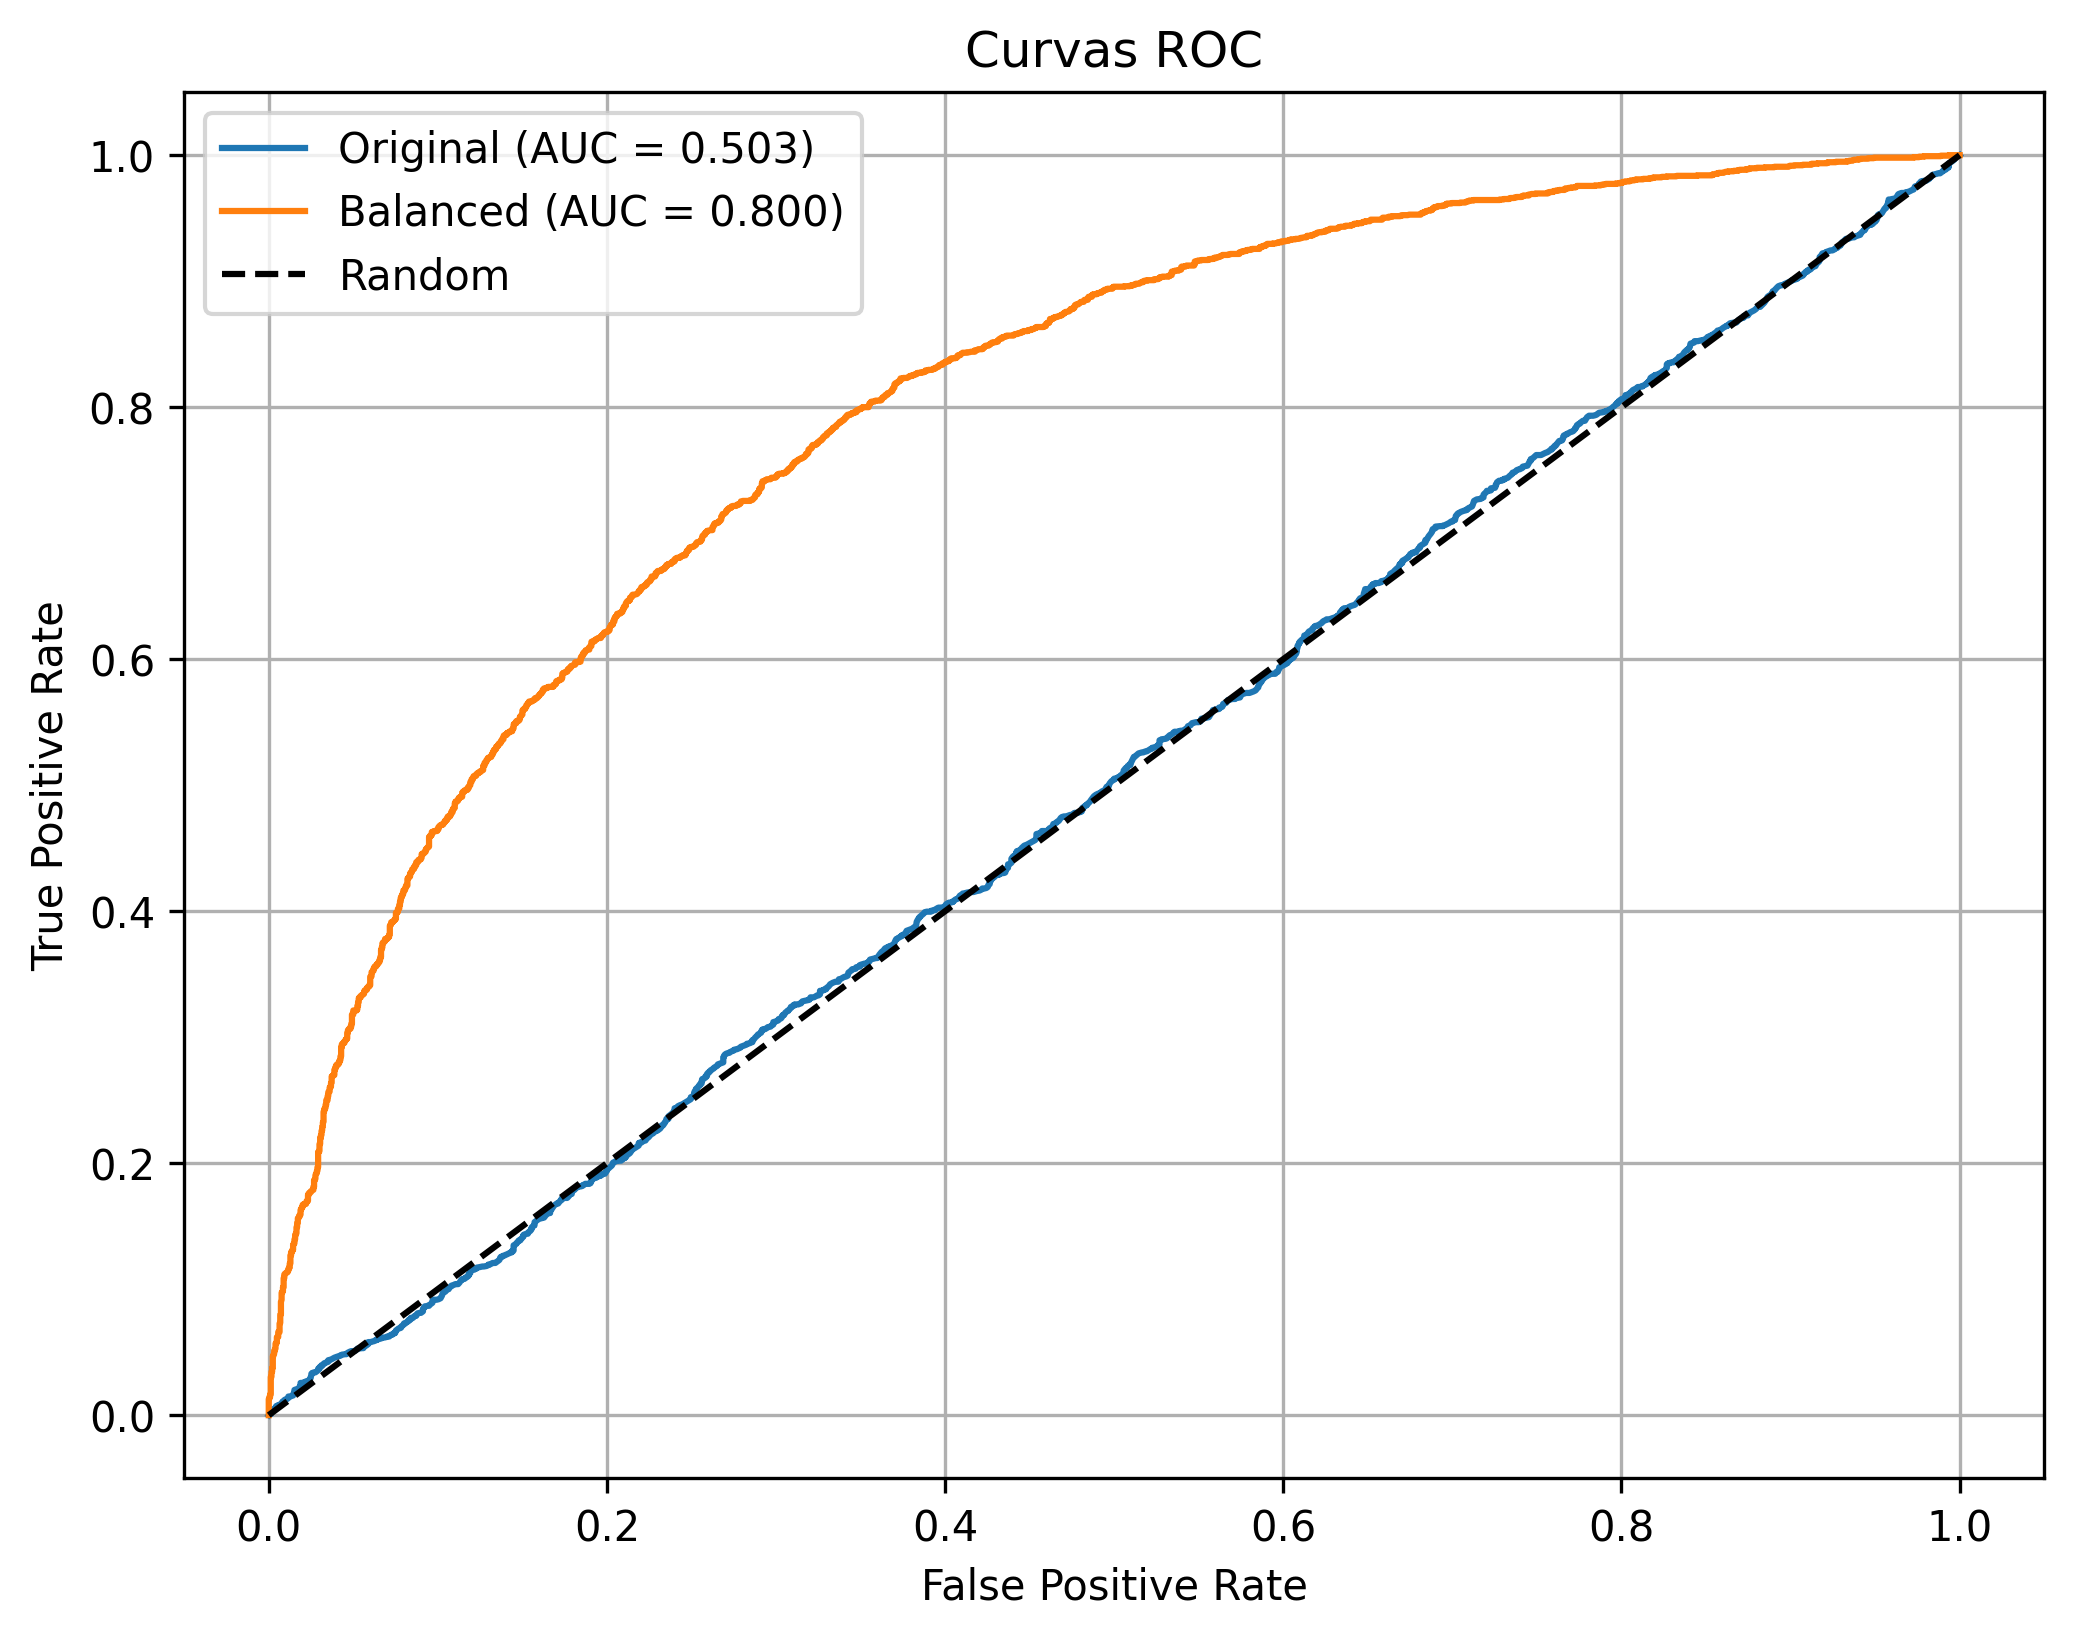 Curvas ROC
Original (AUC = 0.503)
Balanced (AUC = 0.800)
Random
True Positive Rate
1.0
0.8
0.6
0.4
0.2
0.0
0.0 0.2 0.4 0.6 0.8 1.0
False Positive Rate